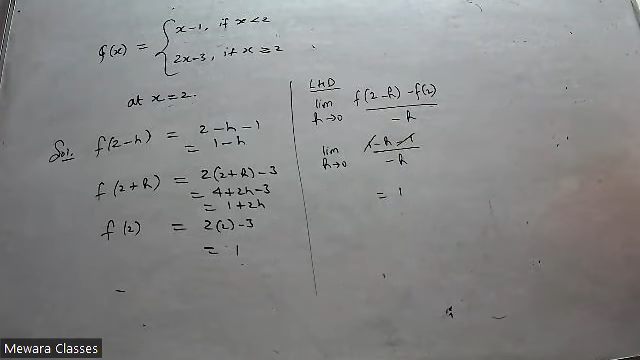 f(x) = { x-1, if x<2
2x-3, if x≥2
at x=2.
Sol. f(2-h) = 2-h-1
= 1-h
f(2+h) = 2(2+h)-3
= 4+2h-3
= 1+2h
f(2) = 2(2)-3
= 1
LHD
lim h→0 f(2-h)-f(2) / -h
lim h→0 1-h-1 / -h
= 1
Mewara Classes